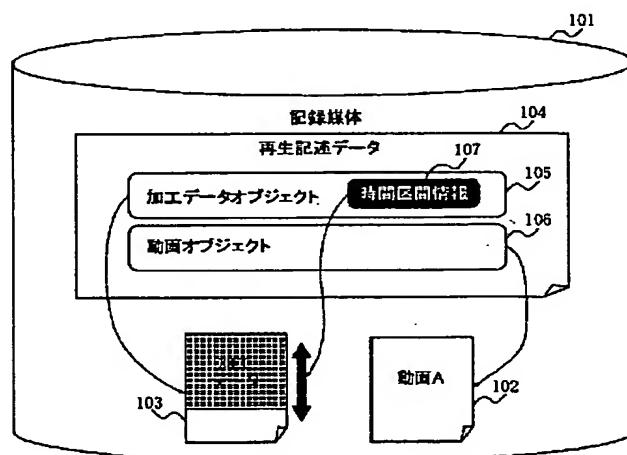 101
記録媒体
104
再生記述データ
107
加工データオブジェクト
時間区間情報
105
動画オブジェクト
106
動画A
103
102